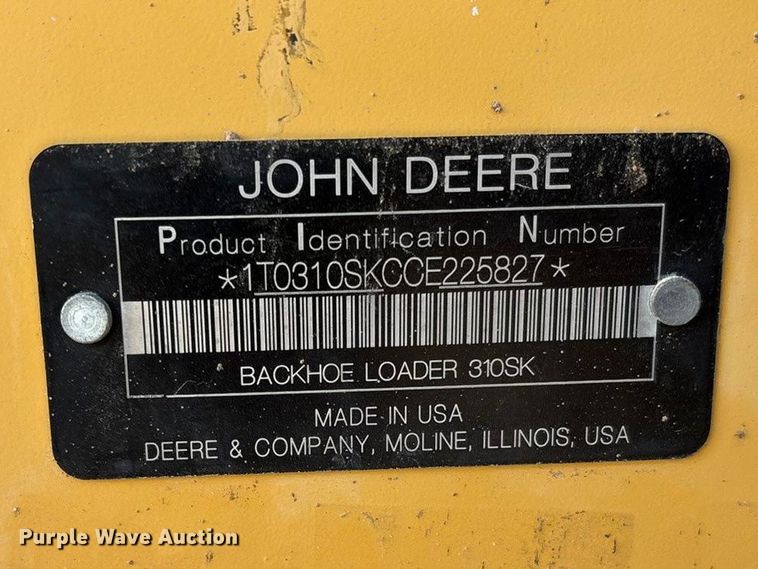 JOHN DEERE
Product Identification Number
*1T0310SKCCE225827*
BACKHOE LOADER 310SK
MADE IN USA
DEERE & COMPANY, MOLINE, ILLINOIS, USA
Purple Wave Auction